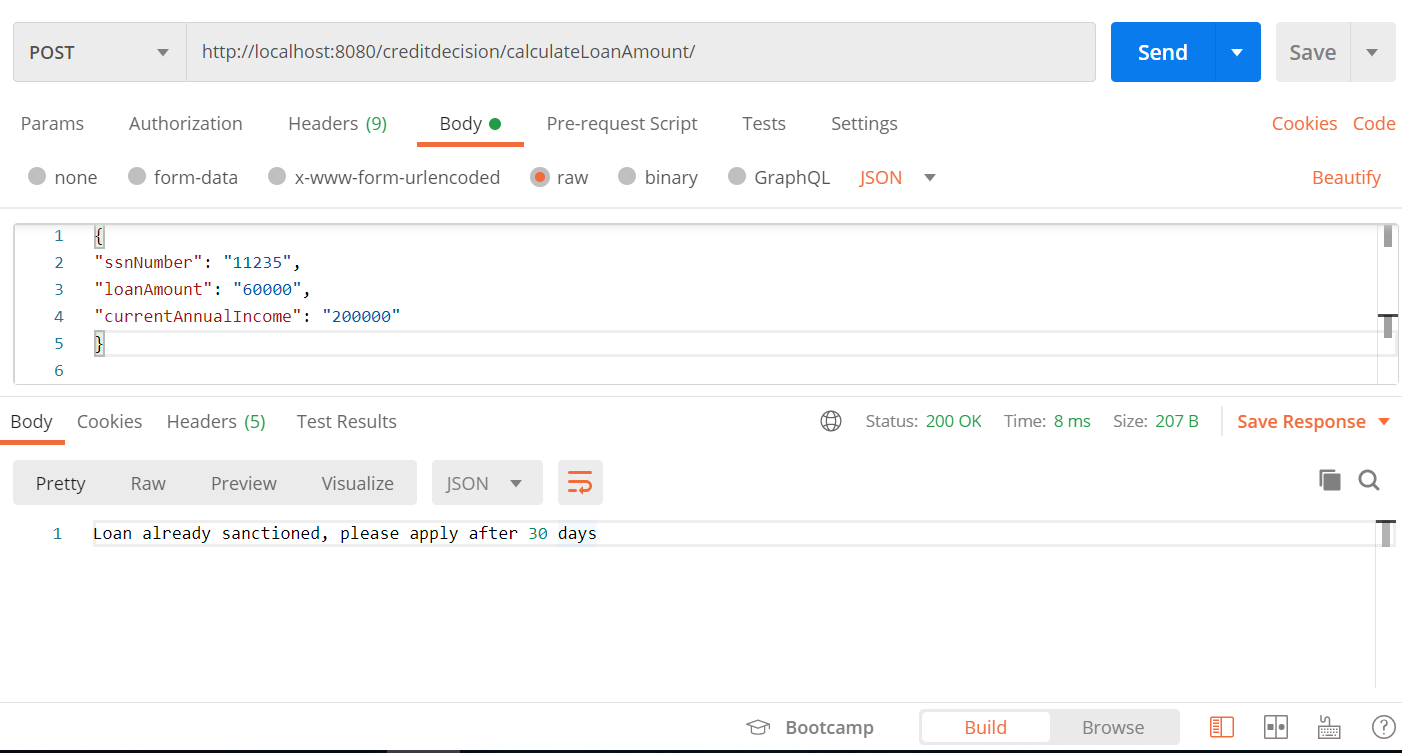 POST http://localhost:8080/creditdecision/calculateLoanAmount/ Send Save
Params Authorization Headers (9) Body Pre-request Script Tests Settings Cookies Code
none form-data x-www-form-urlencoded raw binary GraphQL JSON Beautify
1 {
2 "ssnNumber": "11235",
3 "loanAmount": "60000",
4 "currentAnnualIncome": "200000"
5 }
6
Body Cookies Headers (5) Test Results Status: 200 OK Time: 8 ms Size: 207 B Save Response
Pretty Raw Preview Visualize JSON
1 Loan already sanctioned, please apply after 30 days
Bootcamp Build Browse ?